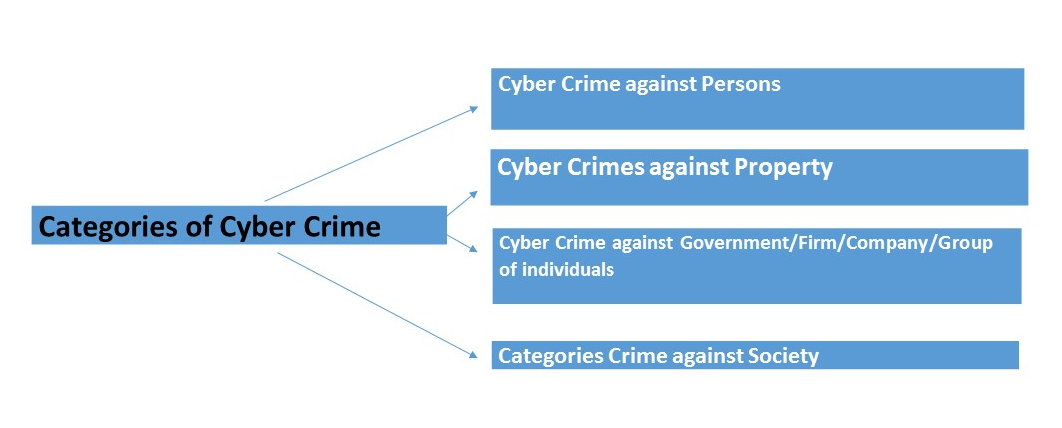 Cyber Crime against Persons
Cyber Crimes against Property
Categories of Cyber Crime
Cyber Crime against Government/Firm/Company/Group
of individuals
Categories Crime against Society